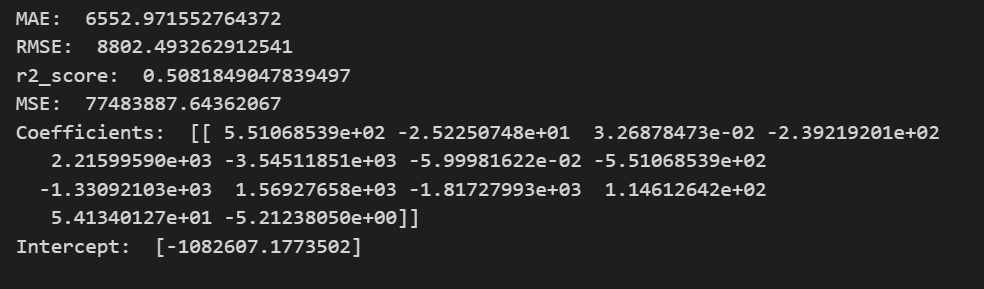 MAE:  6552.971552764372
RMSE:  8802.493262912541
r2_score:  0.5081849047839497
MSE:  77483887.64362067
Coefficients:  [[ 5.51068539e+02 -2.52250748e+01  3.26878473e-02 -2.39219201e+02
   2.21599590e+03 -3.54511851e+03 -5.99981622e-02 -5.51068539e+02
  -1.33092103e+03  1.56927658e+03 -1.81727993e+03  1.14612642e+02
   5.41340127e+01 -5.21238050e+00]]
Intercept:  [-1082607.1773502]